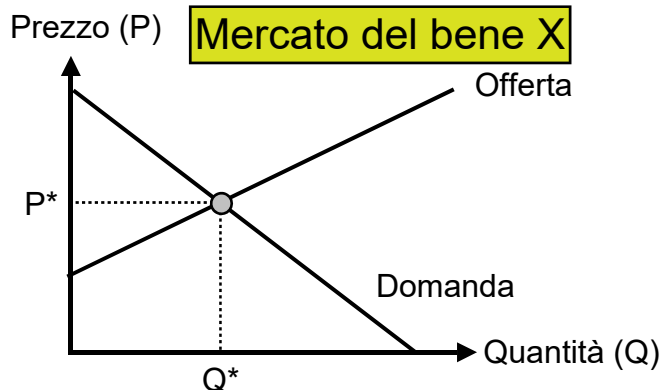 Prezzo (P)
Mercato del bene X
Offerta
P*
Domanda
Quantità (Q)
Q*